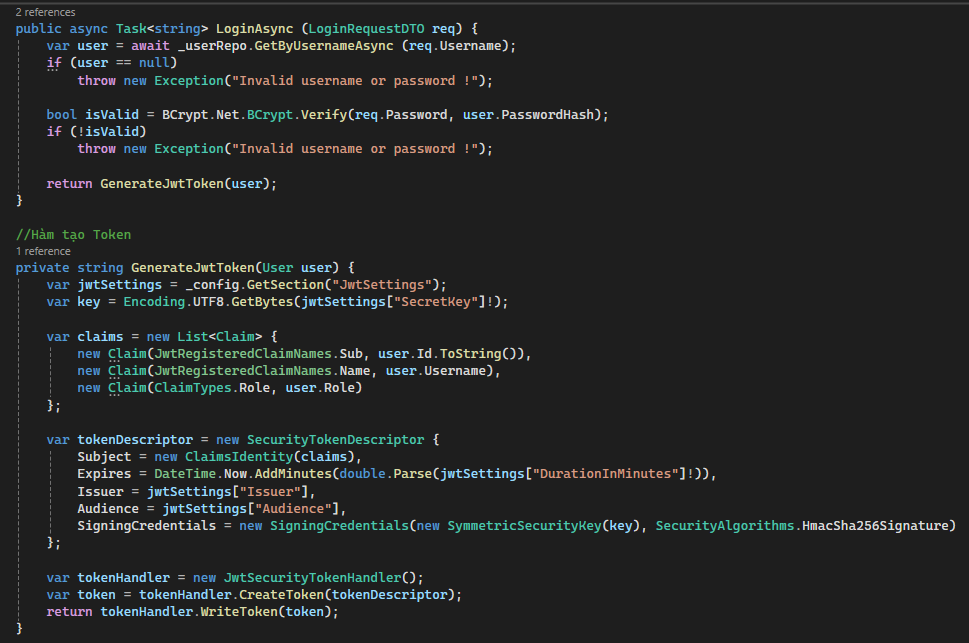 2 references
public async Task<string> LoginAsync (LoginRequestDTO req) {
var user = await _userRepo.GetByUsernameAsync (req.Username);
if (user == null)
throw new Exception("Invalid username or password !");
bool isValid = BCrypt.Net.BCrypt.Verify(req.Password, user.PasswordHash);
if (!isValid)
throw new Exception("Invalid username or password !");
return GenerateJwtToken(user);
}
//Hàm tạo Token
1 reference
private string GenerateJwtToken(User user) {
var jwtSettings = _config.GetSection("JwtSettings");
var key = Encoding.UTF8.GetBytes(jwtSettings["SecretKey"]!);
var claims = new List<Claim> {
new Claim(JwtRegisteredClaimNames.Sub, user.Id.ToString()),
new Claim(JwtRegisteredClaimNames.Name, user.Username),
new Claim(ClaimTypes.Role, user.Role)
};
var tokenDescriptor = new SecurityTokenDescriptor {
Subject = new ClaimsIdentity(claims),
Expires = DateTime.Now.AddMinutes(double.Parse(jwtSettings["DurationInMinutes"]!)),
Issuer = jwtSettings["Issuer"],
Audience = jwtSettings["Audience"],
SigningCredentials = new SigningCredentials(new SymmetricSecurityKey(key), SecurityAlgorithms.HmacSha256Signature)
};
var tokenHandler = new JwtSecurityTokenHandler();
var token = tokenHandler.CreateToken(tokenDescriptor);
return tokenHandler.WriteToken(token);
}